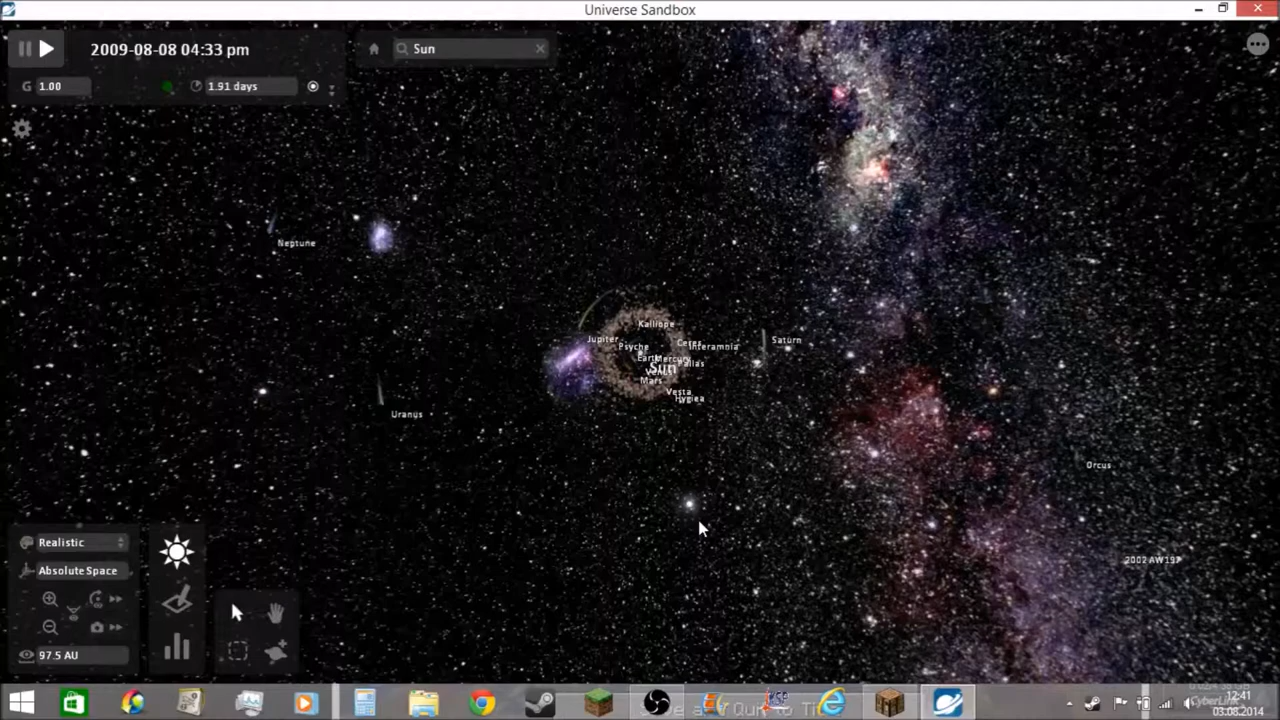 Universe Sandbox
2009-08-08 04:33 pm
Sun
G 1.00
1.91 days
Neptune
Kalliope
Jupiter
Psyche
Ceres
Interamnia
Saturn
Earth
Mercury
Pallas
Venus
Sun
Mars
Vesta
Hygiea
Uranus
Orcus
2002 AW197
Realistic
Absolute Space
97.5 AU
12:41
CyberLink
03.08.2014